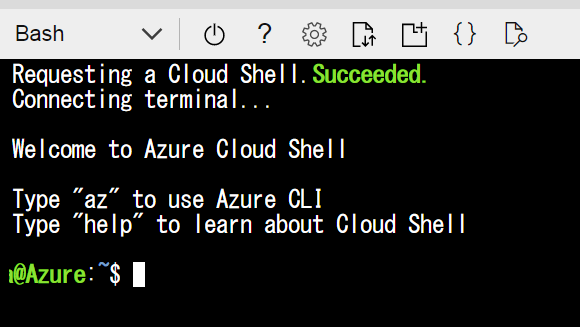 Bash ?
Requesting a Cloud Shell.Succeeded.
Connecting terminal...
Welcome to Azure Cloud Shell
Type "az" to use Azure CLI
Type "help" to learn about Cloud Shell
@Azure:~$